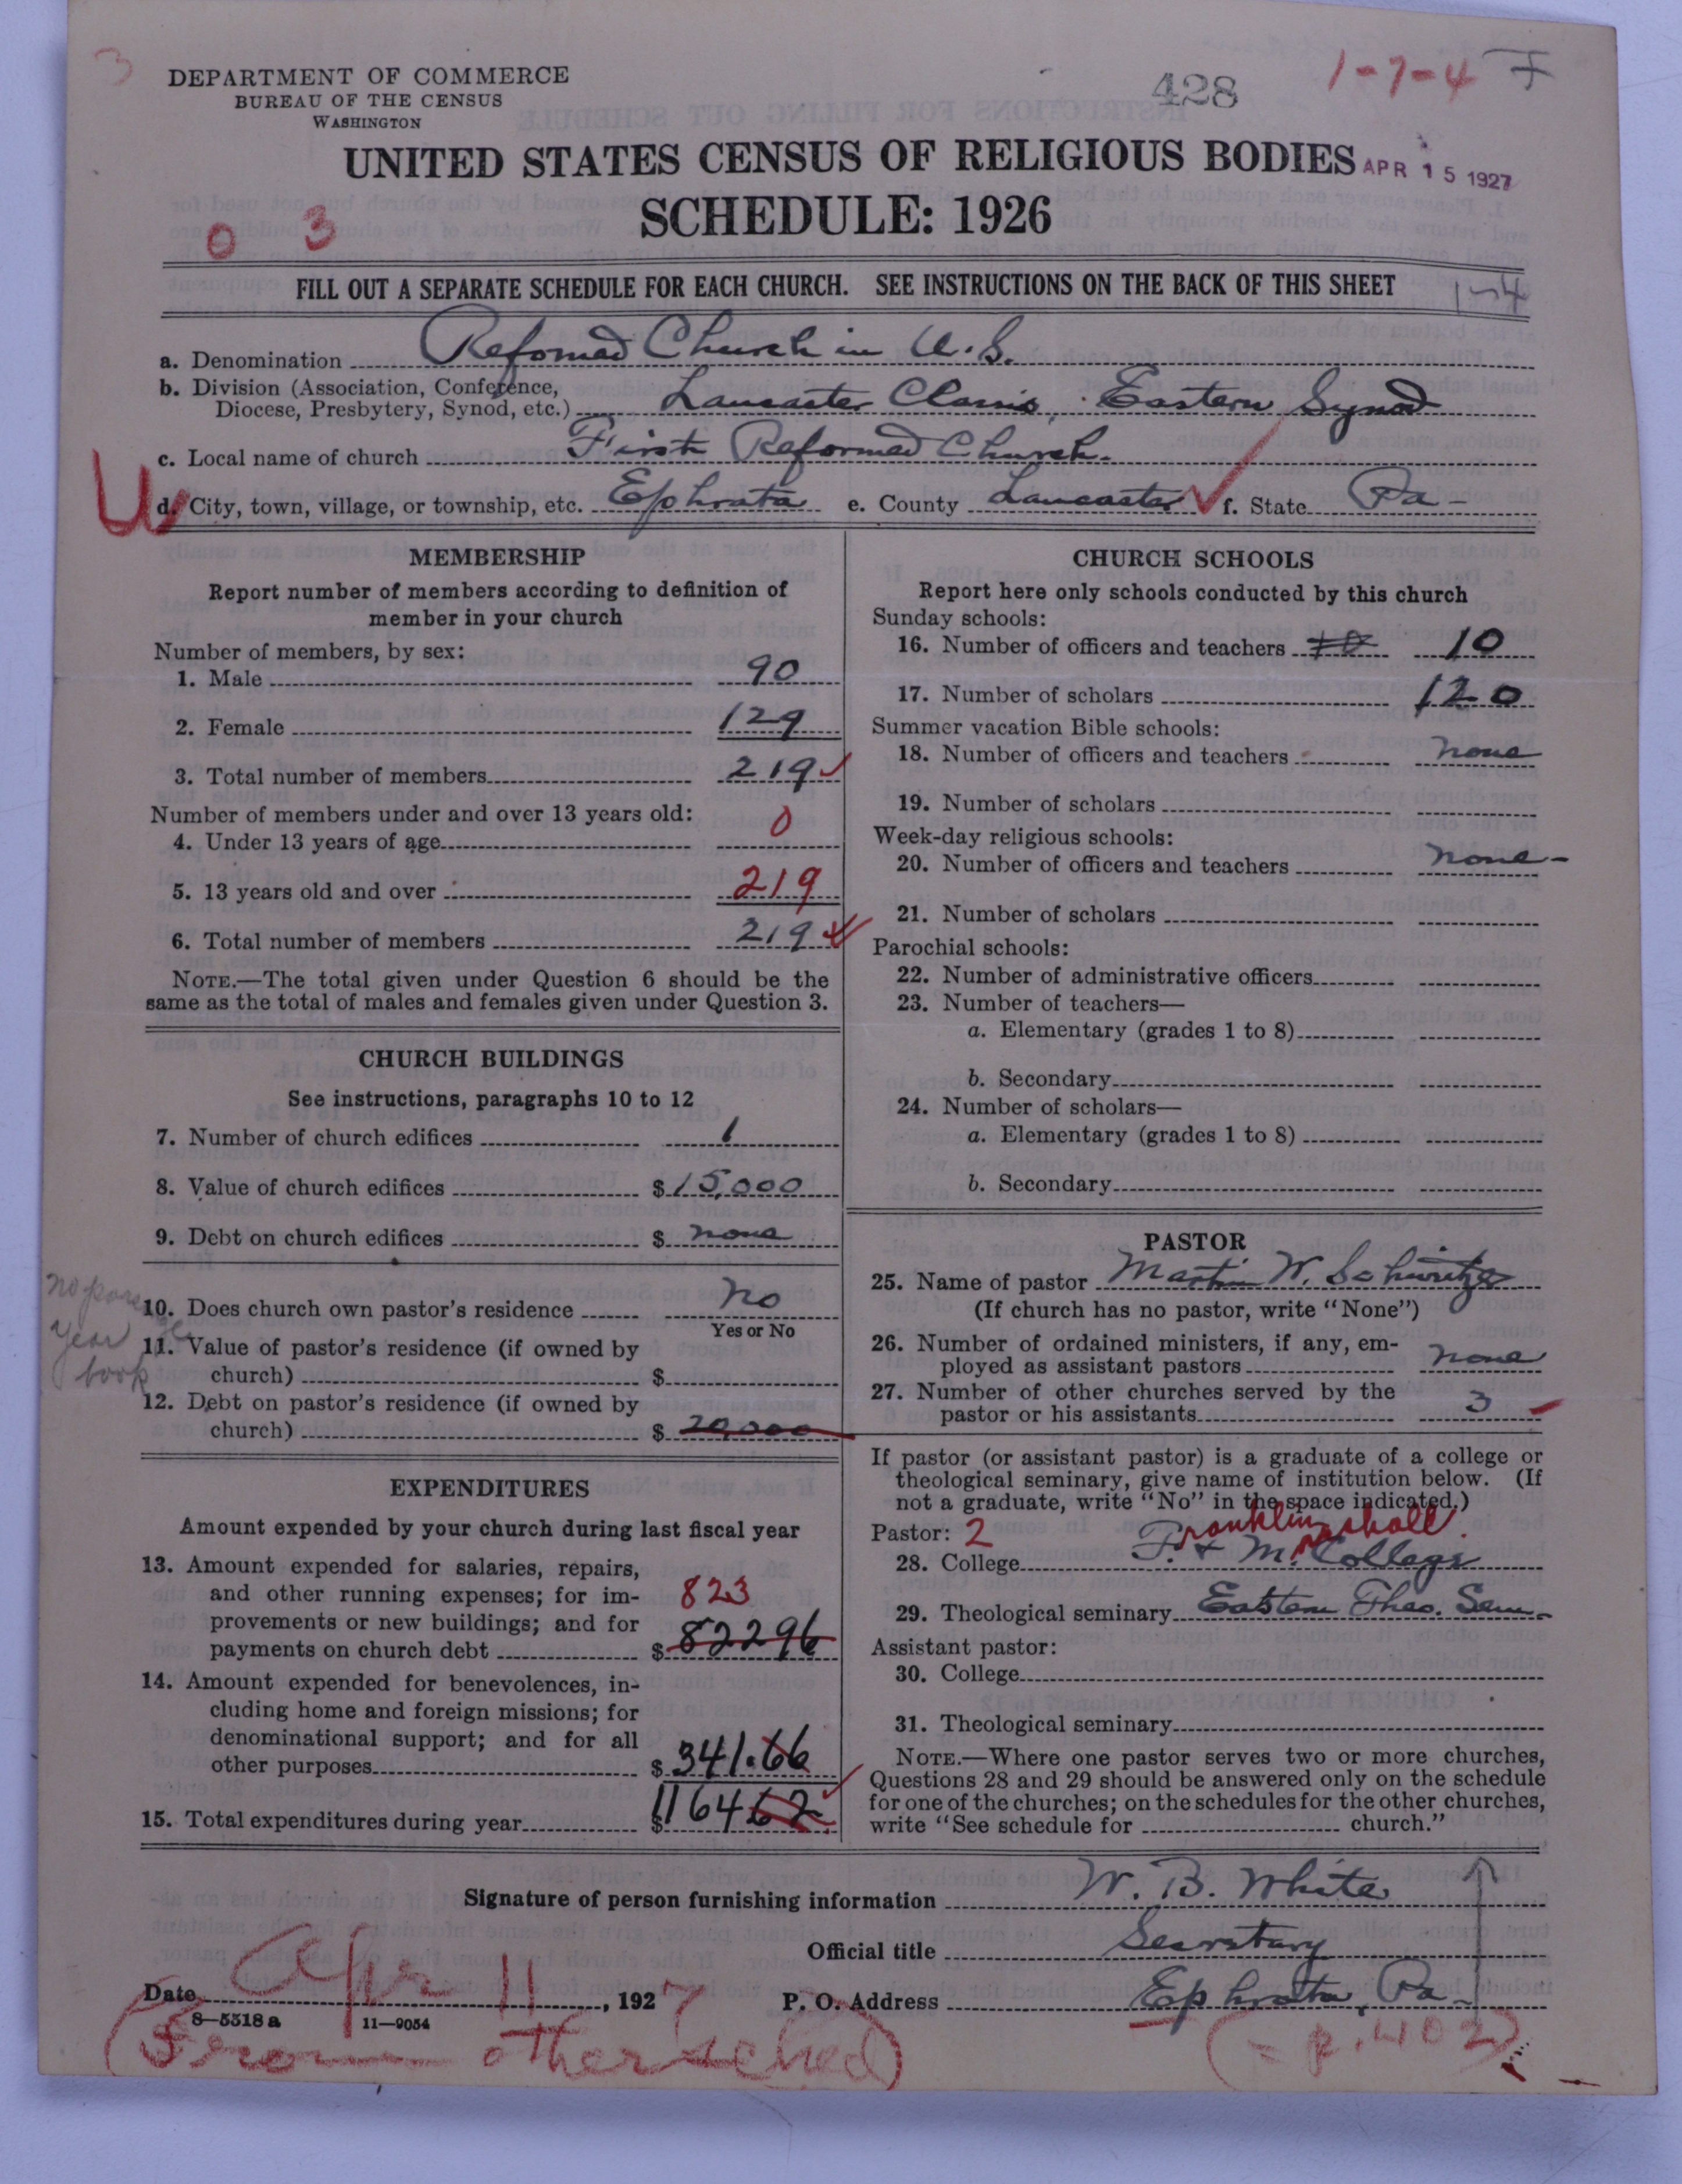 3
DEPARTMENT OF COMMERCE
BUREAU OF THE CENSUS
WASHINGTON
428
1-7-4 F
UNITED STATES CENSUS OF RELIGIOUS BODIES APR 15 1927
SCHEDULE: 1926
0 3
FILL OUT A SEPARATE SCHEDULE FOR EACH CHURCH. SEE INSTRUCTIONS ON THE BACK OF THIS SHEET
1-4
a. Denomination Reformed Church in U.S.
b. Division (Association, Conference,
Diocese, Presbytery, Synod, etc.) Lancaster Classis, Eastern Synod
c. Local name of church First Reformed Church.
d. City, town, village, or township, etc. Ephrata e. County Lancaster f. State Pa-
MEMBERSHIP
Report number of members according to definition of
member in your church
Number of members, by sex:
1. Male 90
2. Female 129
3. Total number of members 219
Number of members under and over 13 years old:
4. Under 13 years of age 0
5. 13 years old and over 219
6. Total number of members 219
NOTE.—The total given under Question 6 should be the
same as the total of males and females given under Question 3.
CHURCH BUILDINGS
See instructions, paragraphs 10 to 12
7. Number of church edifices 1
8. Value of church edifices $15,000
9. Debt on church edifices $ none
10. Does church own pastor's residence No
Yes or No
no pars
year
book
11. Value of pastor's residence (if owned by
church) $
12. Debt on pastor's residence (if owned by
church) $ 20,000
EXPENDITURES
Amount expended by your church during last fiscal year
13. Amount expended for salaries, repairs,
and other running expenses; for im- 823
provements or new buildings; and for
payments on church debt $ 82296
14. Amount expended for benevolences, in-
cluding home and foreign missions; for
denominational support; and for all
other purposes $ 341.66
15. Total expenditures during year $1164 62
CHURCH SCHOOLS
Report here only schools conducted by this church
Sunday schools:
16. Number of officers and teachers 10 10
17. Number of scholars 120
Summer vacation Bible schools:
18. Number of officers and teachers none
19. Number of scholars
Week-day religious schools:
20. Number of officers and teachers none-
21. Number of scholars
Parochial schools:
22. Number of administrative officers
23. Number of teachers—
a. Elementary (grades 1 to 8)
b. Secondary
24. Number of scholars—
a. Elementary (grades 1 to 8)
b. Secondary
PASTOR
25. Name of pastor Martin W. Schweitzer
(If church has no pastor, write "None")
26. Number of ordained ministers, if any, em-
ployed as assistant pastors none
27. Number of other churches served by the
pastor or his assistants 3
If pastor (or assistant pastor) is a graduate of a college or
theological seminary, give name of institution below. (If
not a graduate, write "No" in the space indicated.)
Pastor: 2 Franklin Marshall
28. College F. & M. College
29. Theological seminary Eastern Theo. Sem-
Assistant pastor:
30. College
31. Theological seminary
NOTE.—Where one pastor serves two or more churches,
Questions 28 and 29 should be answered only on the schedule
for one of the churches; on the schedules for the other churches,
write "See schedule for church."
Signature of person furnishing information W. B. White
Official title Secretary
Date Apr 11, 1927 P. O. Address Ephrata, Pa-
8—5318a 11—9054
(From other sched) (= p. 402)